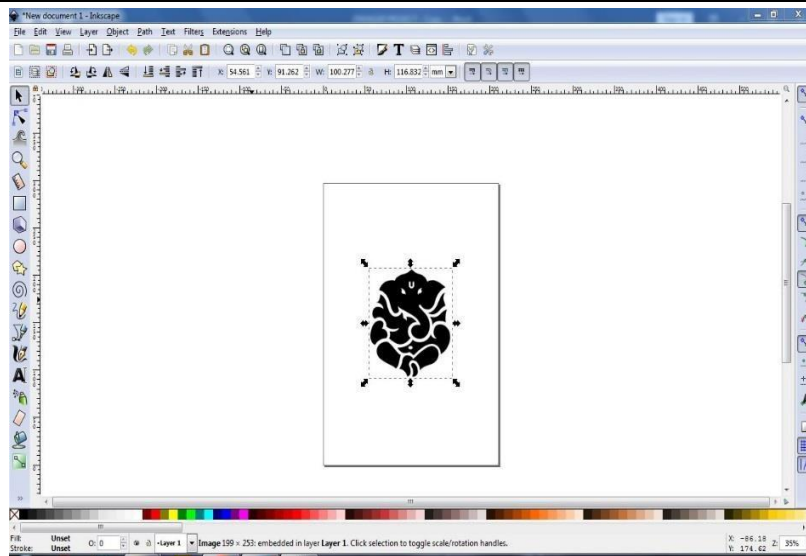 *New document 1 - Inkscape
File Edit View Layer Object Path Text Filters Extensions Help
X: 54.561 Y: 91.262 W: 100.277 H: 116.832 mm
Fill: Unset O: 0 Layer 1 Image 199 × 253: embedded in layer Layer 1. Click selection to toggle scale/rotation handles. X: -86.18 Z: 35%
Stroke: Unset Y: 174.62